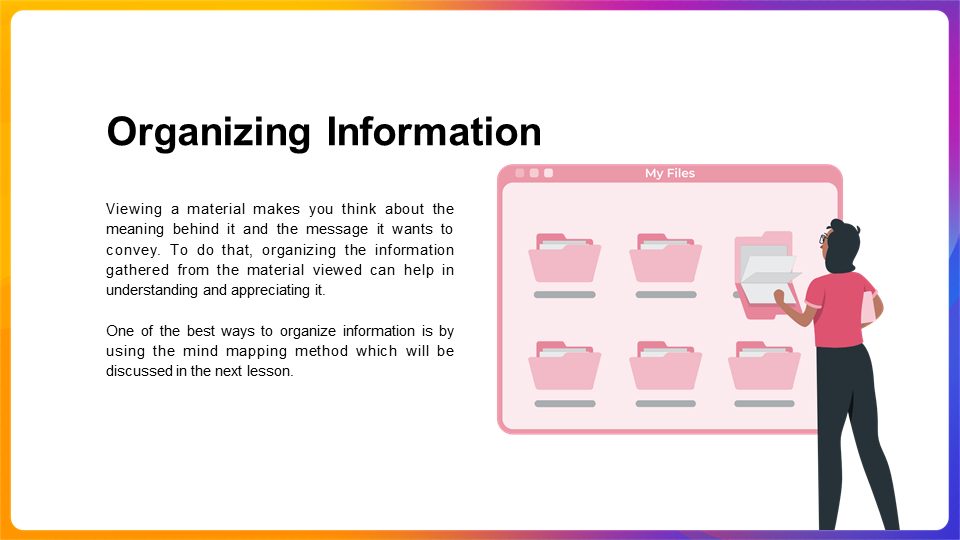 Organizing Information
My Files
Viewing a material makes you think about the
meaning behind it and the message it wants to
convey. To do that, organizing the information
gathered from the material viewed can help in
understanding and appreciating it.
One of the best ways to organize information is by
using the mind mapping method which will be
discussed in the next lesson.